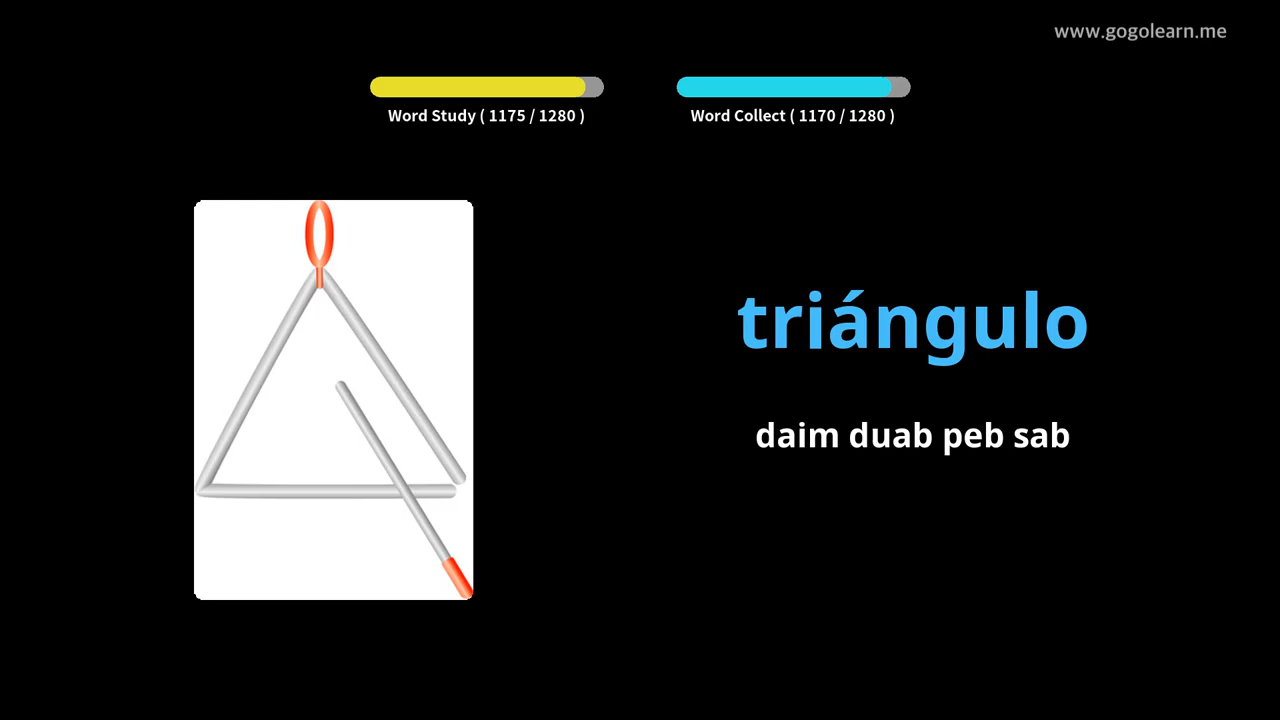 www.gogolearn.me
Word Study ( 1175 / 1280 )
Word Collect ( 1170 / 1280 )
triángulo
daim duab peb sab